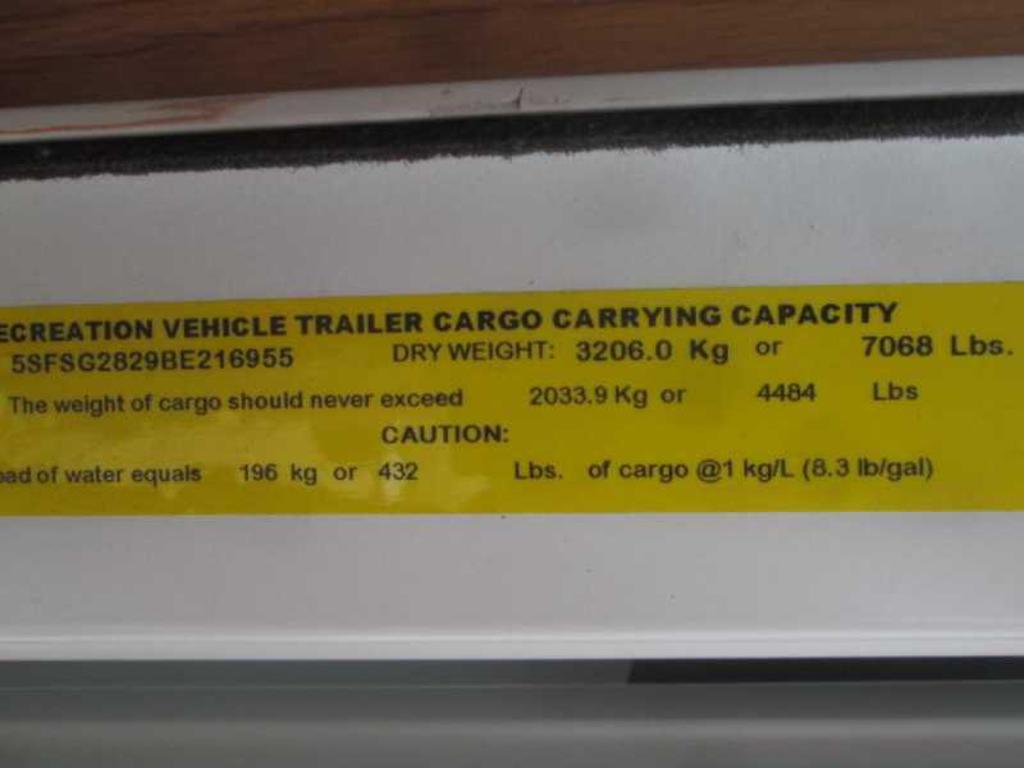 ECREATION VEHICLE TRAILER CARGO CARRYING CAPACITY
5SFSG2829BE216955 DRY WEIGHT: 3206.0 Kg or 7068 Lbs.
The weight of cargo should never exceed 2033.9 Kg or 4484 Lbs
CAUTION:
oad of water equals 196 kg or 432 Lbs. of cargo @1 kg/L (8.3 lb/gal)